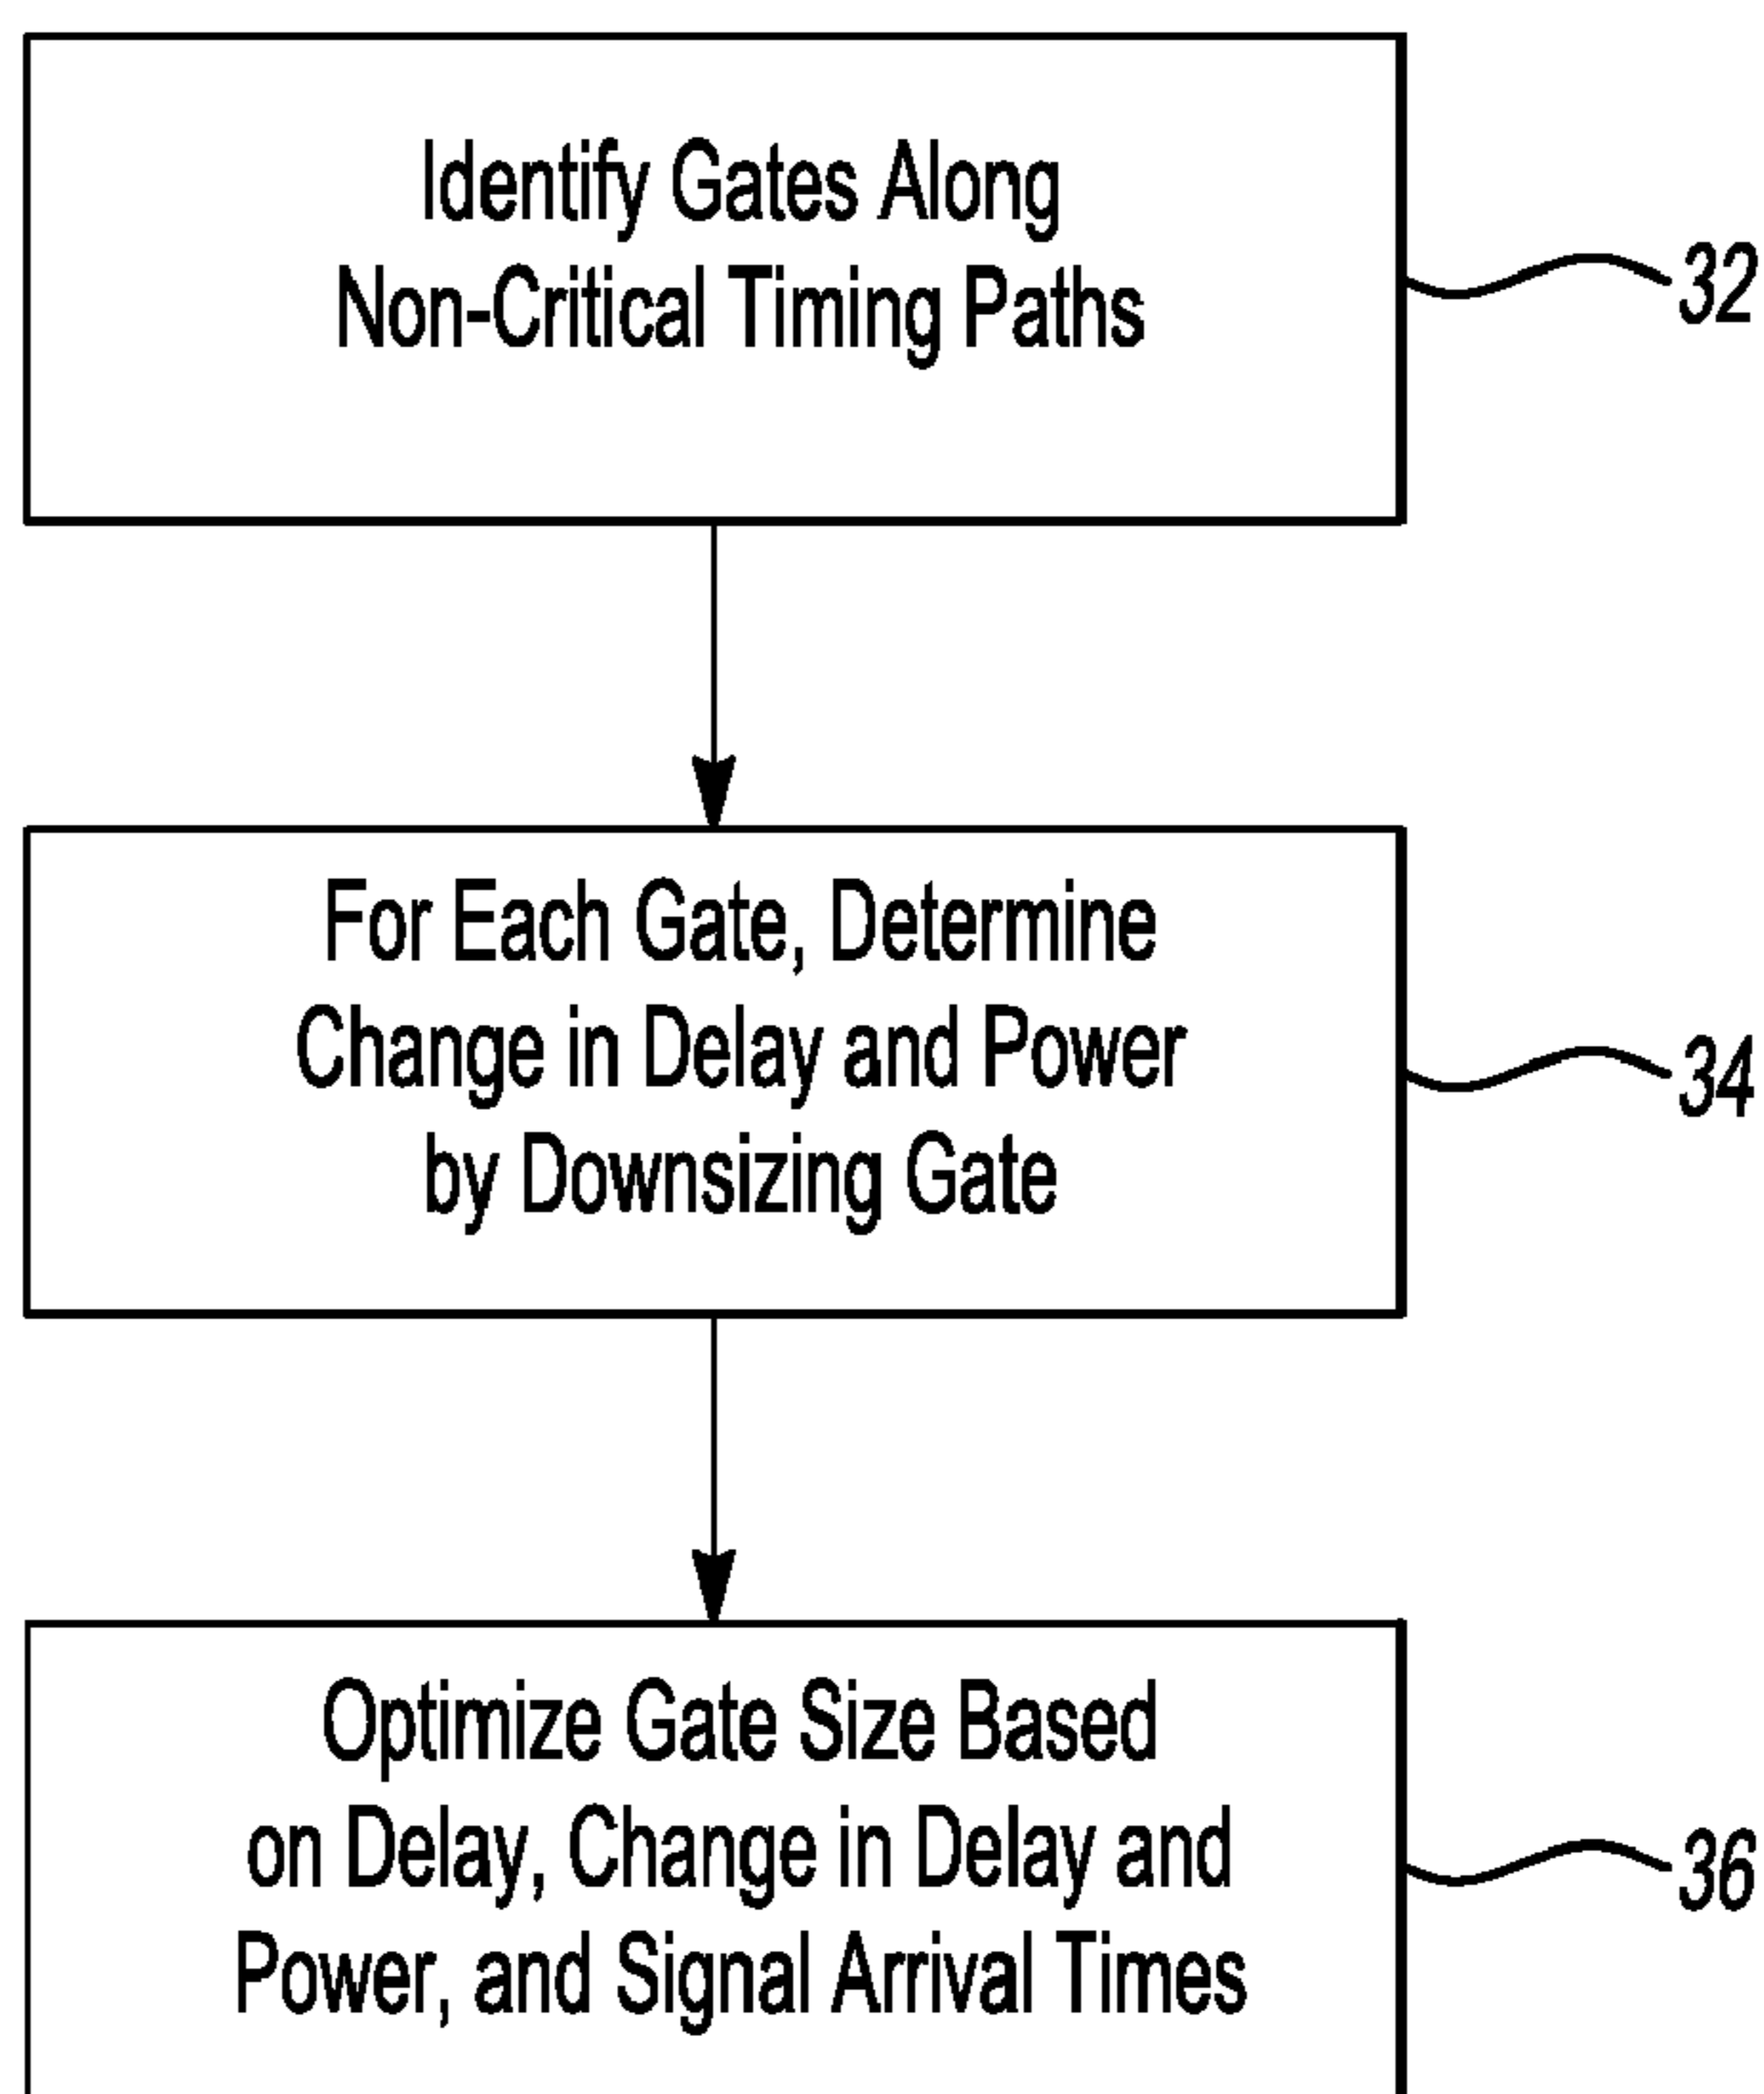 Identify Gates Along
Non-Critical Timing Paths
32
For Each Gate, Determine
Change in Delay and Power
by Downsizing Gate
34
Optimize Gate Size Based
on Delay, Change in Delay and
Power, and Signal Arrival Times
36